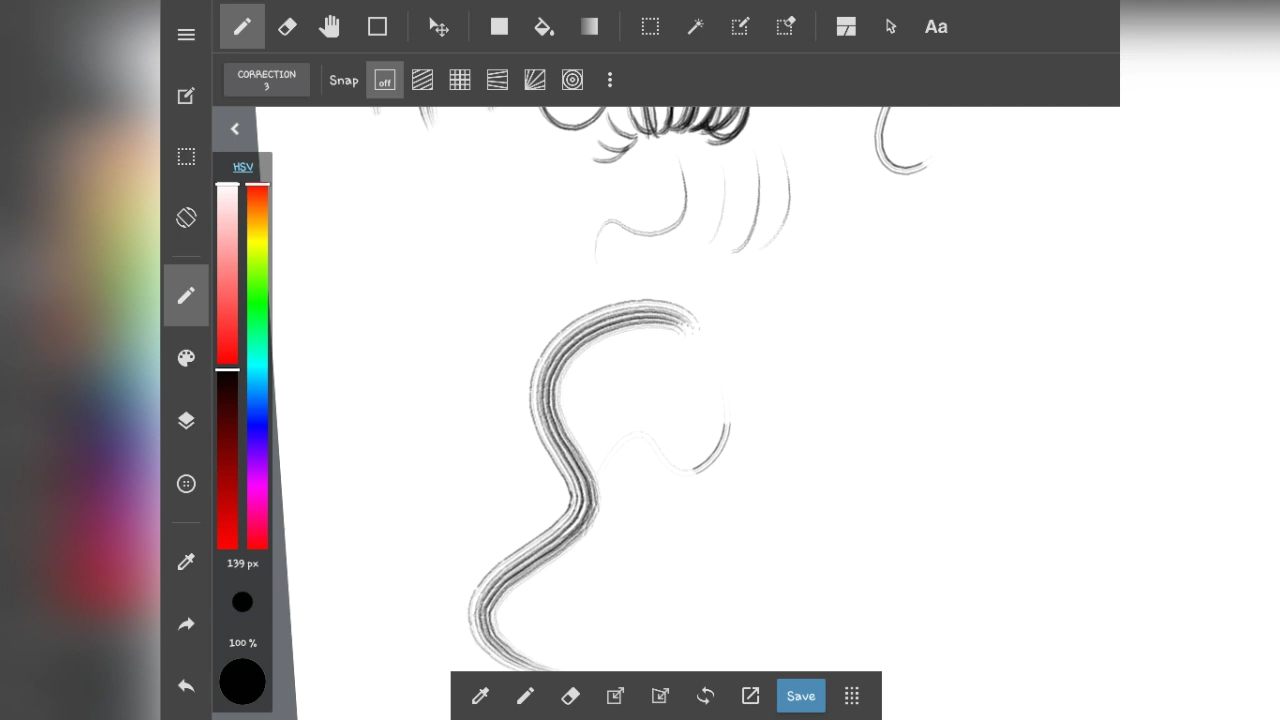 Aa
CORRECTION
3
Snap
off
HSV
139 px
100 %
Save